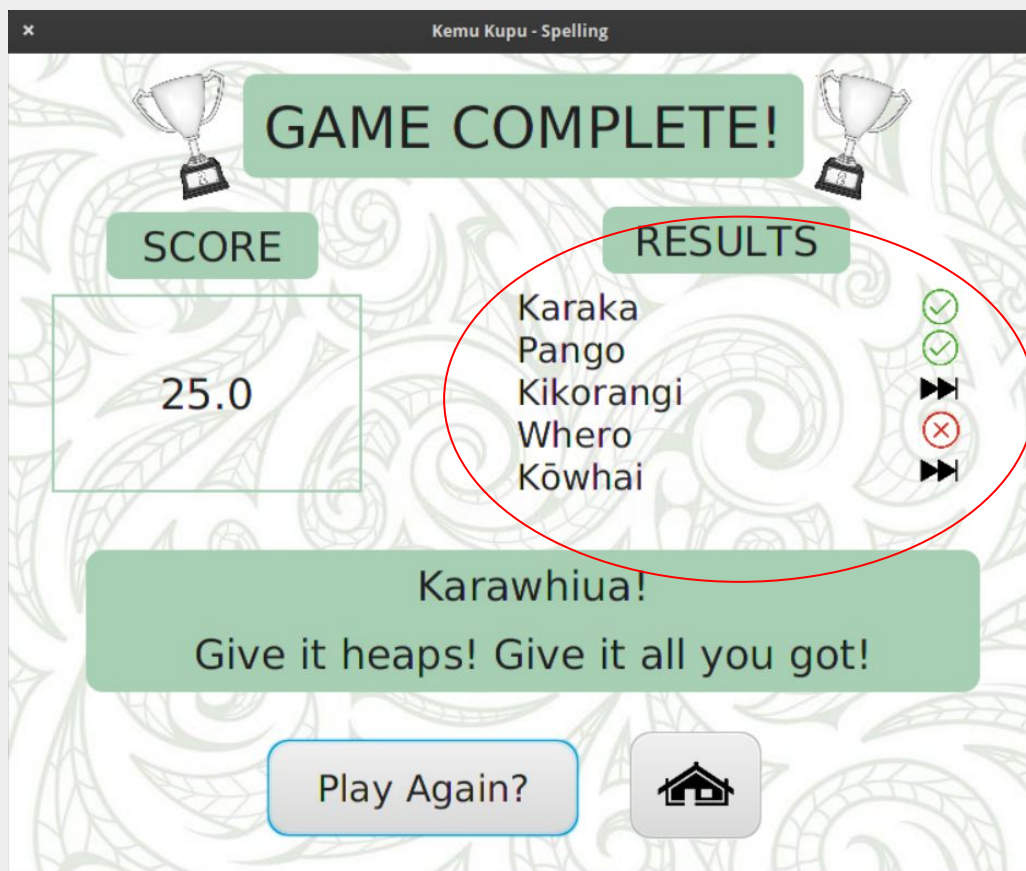 Kemu Kupu - Spelling
GAME COMPLETE!
SCORE
25.0
RESULTS
Karaka
Pango
Kikorangi
Whero
Kōwhai
Karawhiua!
Give it heaps! Give it all you got!
Play Again?